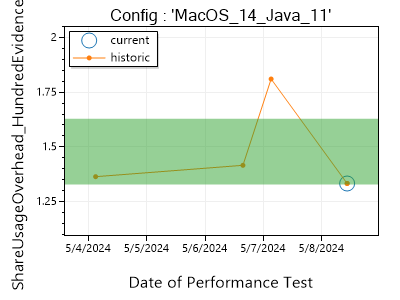 Config : 'MacOS_14_Java_11'
current
historic
2
1.75
1.5
1.25
ShareUsageOverhead_HundredEvidence
5/4/2024 5/5/2024 5/6/2024 5/7/2024 5/8/2024
Date of Performance Test